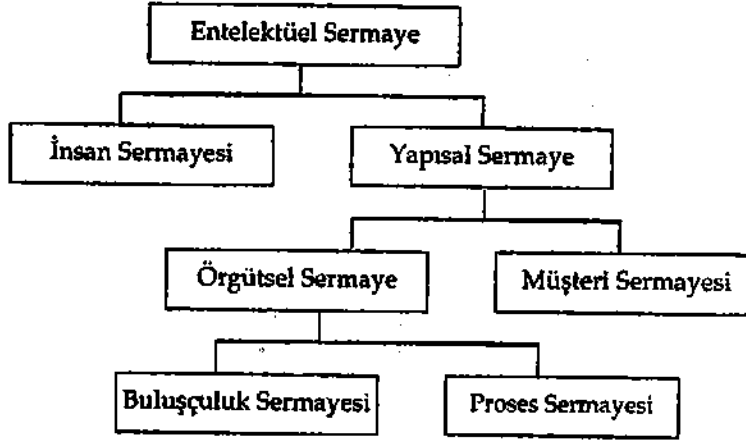 Entelektüel Sermaye
İnsan Sermayesi
Yapısal Sermaye
Örgütsel Sermaye
Müşteri Sermayesi
Buluşçuluk Sermayesi
Proses Sermayesi